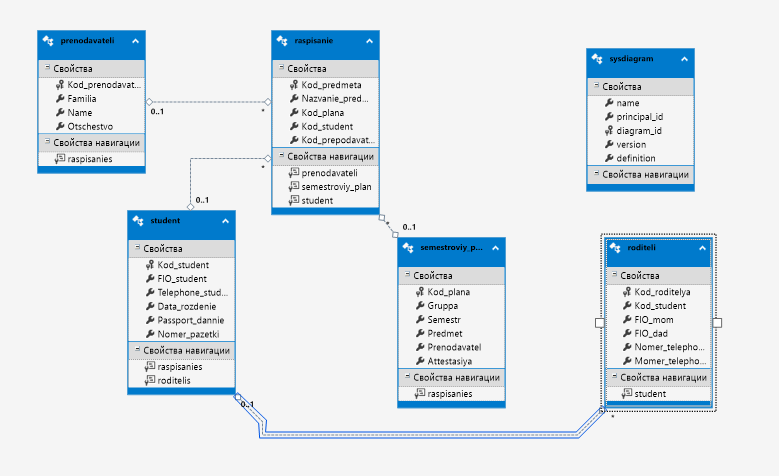 prenodavateli
Свойства
Kod_prenodavat...
Familia
Name
Otschestvo
Свойства навигации
raspisanies
0..1
*
raspisanie
Свойства
Kod_predmeta
Nazvanie_pred...
Kod_plana
Kod_student
Kod_prepodavat...
Свойства навигации
prenodavateli
semestroviy_plan
student
*
0..1
*
0..1
sysdiagram
Свойства
name
principal_id
diagram_id
version
definition
Свойства навигации
student
Свойства
Kod_student
FIO_student
Telephone_stud...
Data_rozdenie
Passport_dannie
Nomer_pazetki
Свойства навигации
raspisanies
roditelis
0..1
*
semestroviy_p...
Свойства
Kod_plana
Gruppa
Semestr
Predmet
Prenodavatel
Attestasiya
Свойства навигации
raspisanies
roditeli
Свойства
Kod_roditelya
Kod_student
FIO_mom
FIO_dad
Nomer_telepho...
Momer_telepho...
Свойства навигации
student